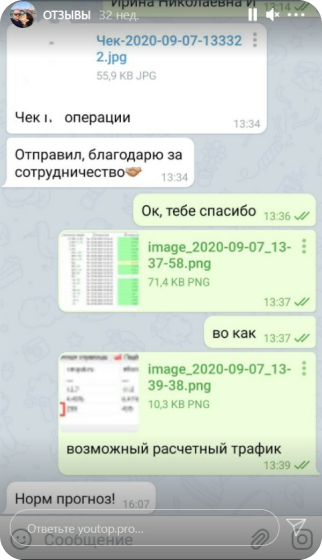 ОТЗЫВЫ 32 нед.
Ирина Николаевна И
13:14
Чек-2020-09-07-13332
2.jpg
55,9 KB JPG
Чек
операции
13:34
Отправил, благодарю за
сотрудничество🤝
13:34
Ок, тебе спасибо 13:36
image_2020-09-07_13-
37-58.png
71,4 KB PNG
13:37
во как 13:37
image_2020-09-07_13-
39-38.png
10,3 KB PNG
возможный расчетный трафик
13:39
Норм прогноз! 16:07
Ответьте youtop.pro...
Сообщение